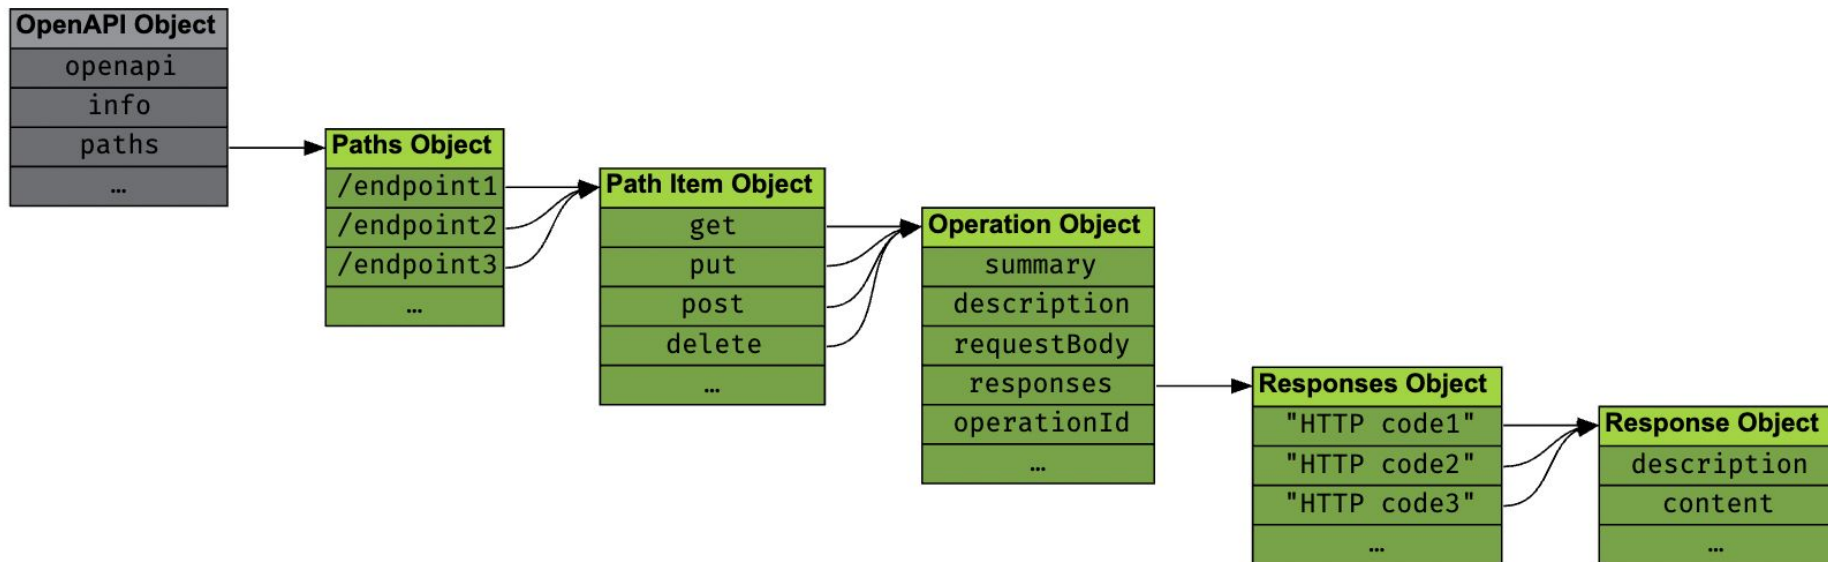 OpenAPI Object
openapi
info
paths
…
Paths Object
/endpoint1
/endpoint2
/endpoint3
…
Path Item Object
get
put
post
delete
…
Operation Object
summary
description
requestBody
responses
operationId
…
Responses Object
"HTTP code1"
"HTTP code2"
"HTTP code3"
…
Response Object
description
content
…